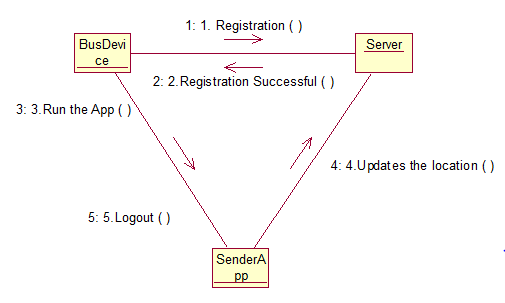 1: 1. Registration ( )
BusDevi
ce
Server
2: 2.Registration Successful ( )
3: 3.Run the App ( )
4: 4.Updates the location ( )
5: 5.Logout ( )
SenderA
pp